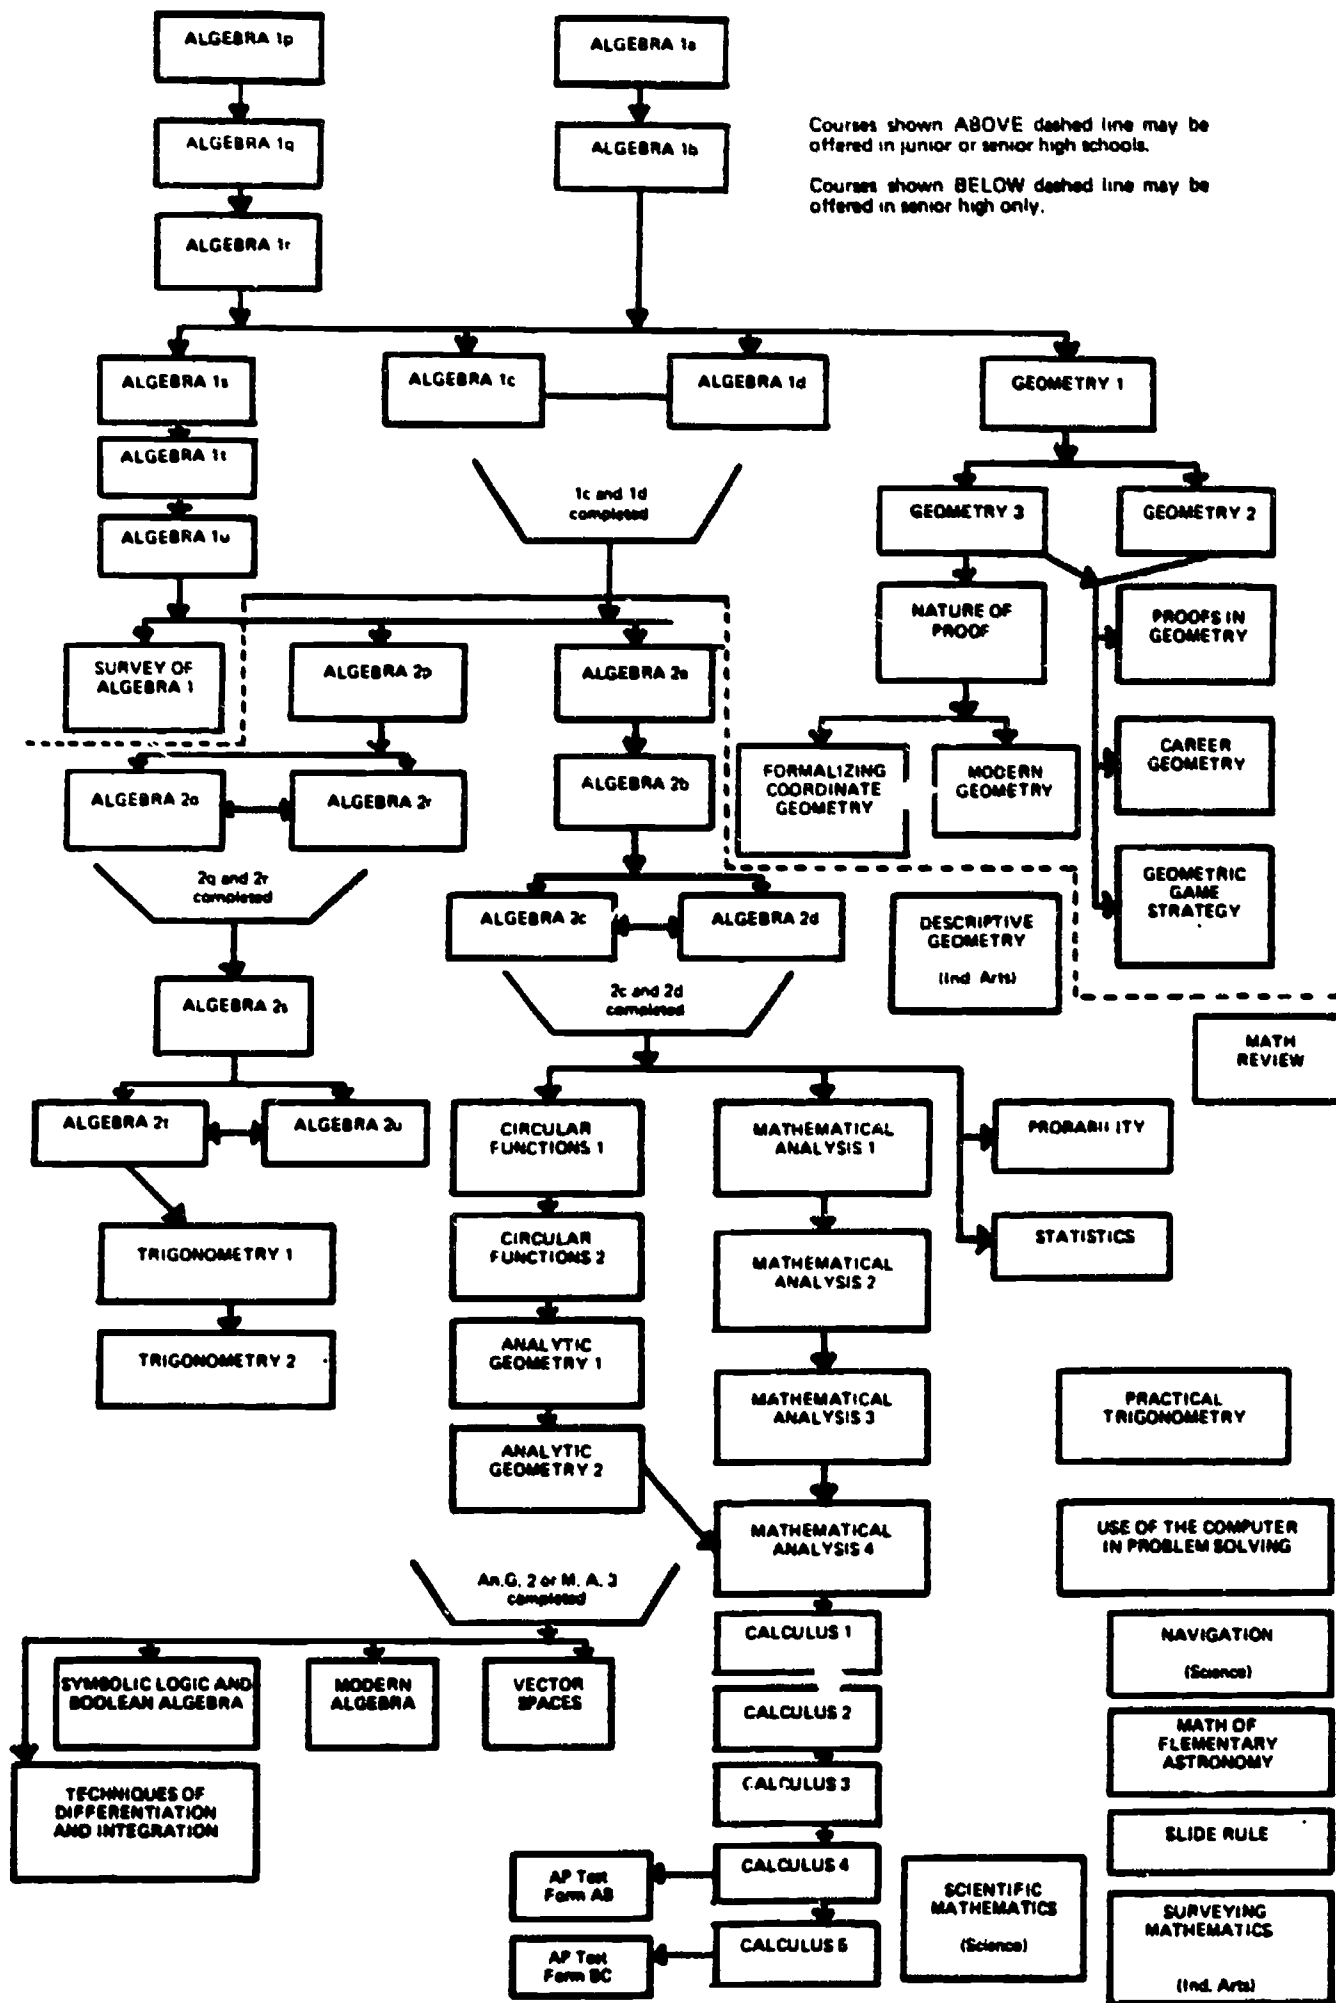 ALGEBRA 1p
ALGEBRA 1a
ALGEBRA 1q
ALGEBRA 1b
Courses shown ABOVE dashed line may be
offered in junior or senior high schools.
Courses shown BELOW dashed line may be
offered in senior high only.
ALGEBRA 1r
ALGEBRA 1s
ALGEBRA 1c
ALGEBRA 1d
GEOMETRY 1
ALGEBRA 1t
1c and 1d
completed
GEOMETRY 3
GEOMETRY 2
ALGEBRA 1u
NATURE OF
PROOF
PROOFS IN
GEOMETRY
SURVEY OF
ALGEBRA 1
ALGEBRA 2p
ALGEBRA 2a
FORMALIZING
COORDINATE
GEOMETRY
MODERN
GEOMETRY
CAREER
GEOMETRY
ALGEBRA 2q
ALGEBRA 2r
ALGEBRA 2b
2q and 2r
completed
GEOMETRIC
GAME
STRATEGY
ALGEBRA 2c
ALGEBRA 2d
DESCRIPTIVE
GEOMETRY
(Ind. Arts)
ALGEBRA 2s
2c and 2d
completed
MATH
REVIEW
ALGEBRA 2t
ALGEBRA 2u
CIRCULAR
FUNCTIONS 1
MATHEMATICAL
ANALYSIS 1
PROBABILITY
TRIGONOMETRY 1
CIRCULAR
FUNCTIONS 2
MATHEMATICAL
ANALYSIS 2
STATISTICS
TRIGONOMETRY 2
ANALYTIC
GEOMETRY 1
MATHEMATICAL
ANALYSIS 3
PRACTICAL
TRIGONOMETRY
ANALYTIC
GEOMETRY 2
MATHEMATICAL
ANALYSIS 4
USE OF THE COMPUTER
IN PROBLEM SOLVING
An.G. 2 or M. A. 3
completed
CALCULUS 1
NAVIGATION
(Science)
SYMBOLIC LOGIC AND
BOOLEAN ALGEBRA
MODERN
ALGEBRA
VECTOR
SPACES
CALCULUS 2
MATH OF
ELEMENTARY
ASTRONOMY
TECHNIQUES OF
DIFFERENTIATION
AND INTEGRATION
CALCULUS 3
SLIDE RULE
AP Test
Form AB
CALCULUS 4
SCIENTIFIC
MATHEMATICS
(Science)
SURVEYING
MATHEMATICS
(Ind. Arts)
AP Test
Form BC
CALCULUS 5